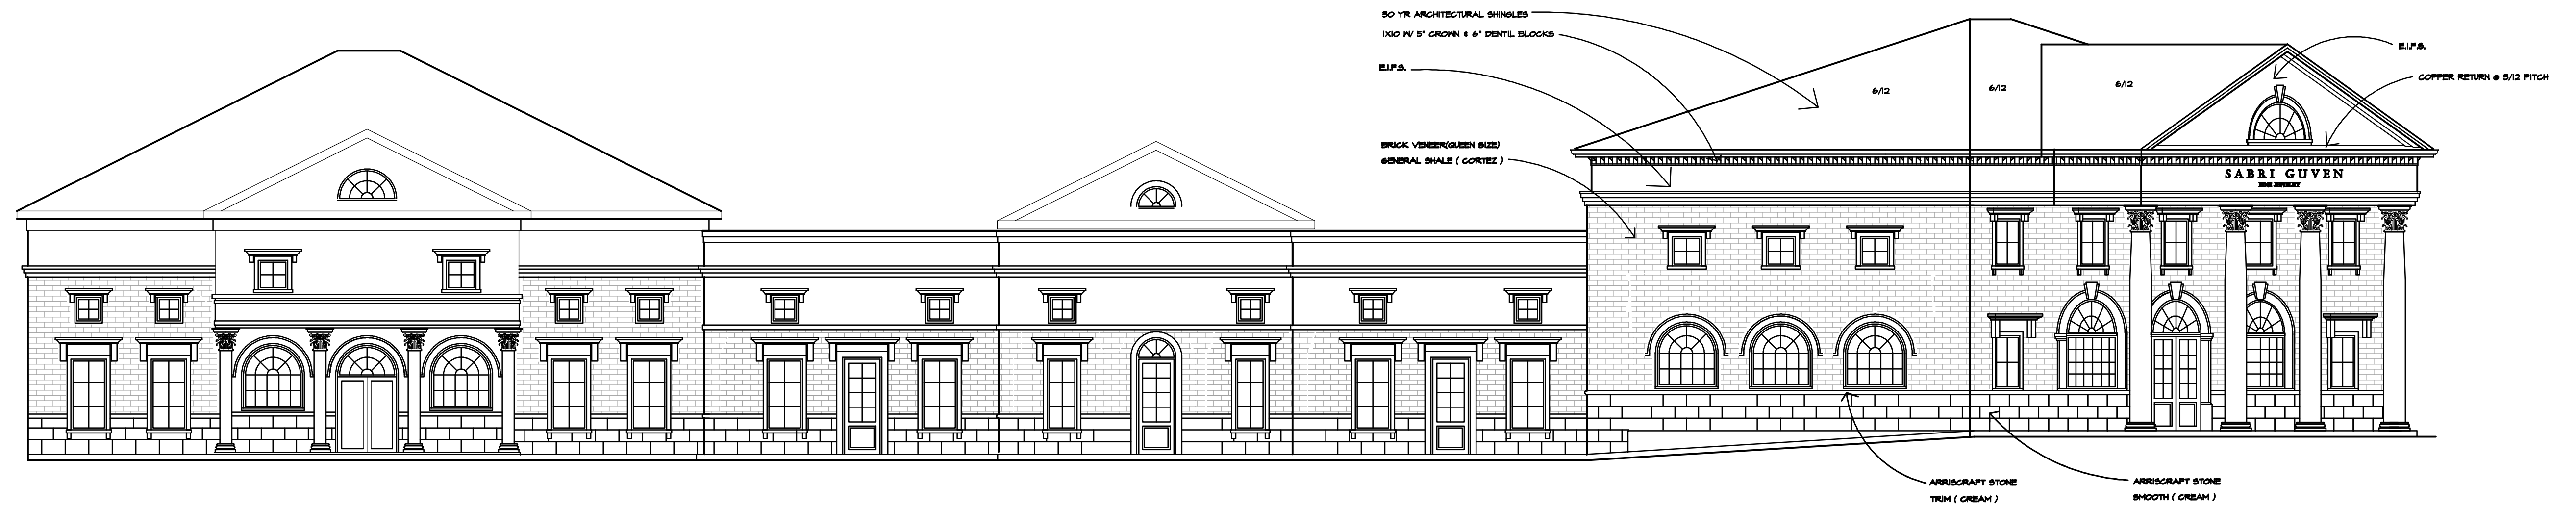 30 YR ARCHITECTURAL SHINGLES
1X10 W/ 5" CROWN & 6" DENTIL BLOCKS
E.I.F.S.
BRICK VENEER(QUEEN SIZE)
GENERAL SHALE ( CORTEZ )
6/12
6/12
6/12
E.I.F.S.
COPPER RETURN @ 3/12 PITCH
SABRI GUVEN
FINE JEWELRY
ARRISCRAFT STONE
TRIM ( CREAM )
ARRISCRAFT STONE
SMOOTH ( CREAM )